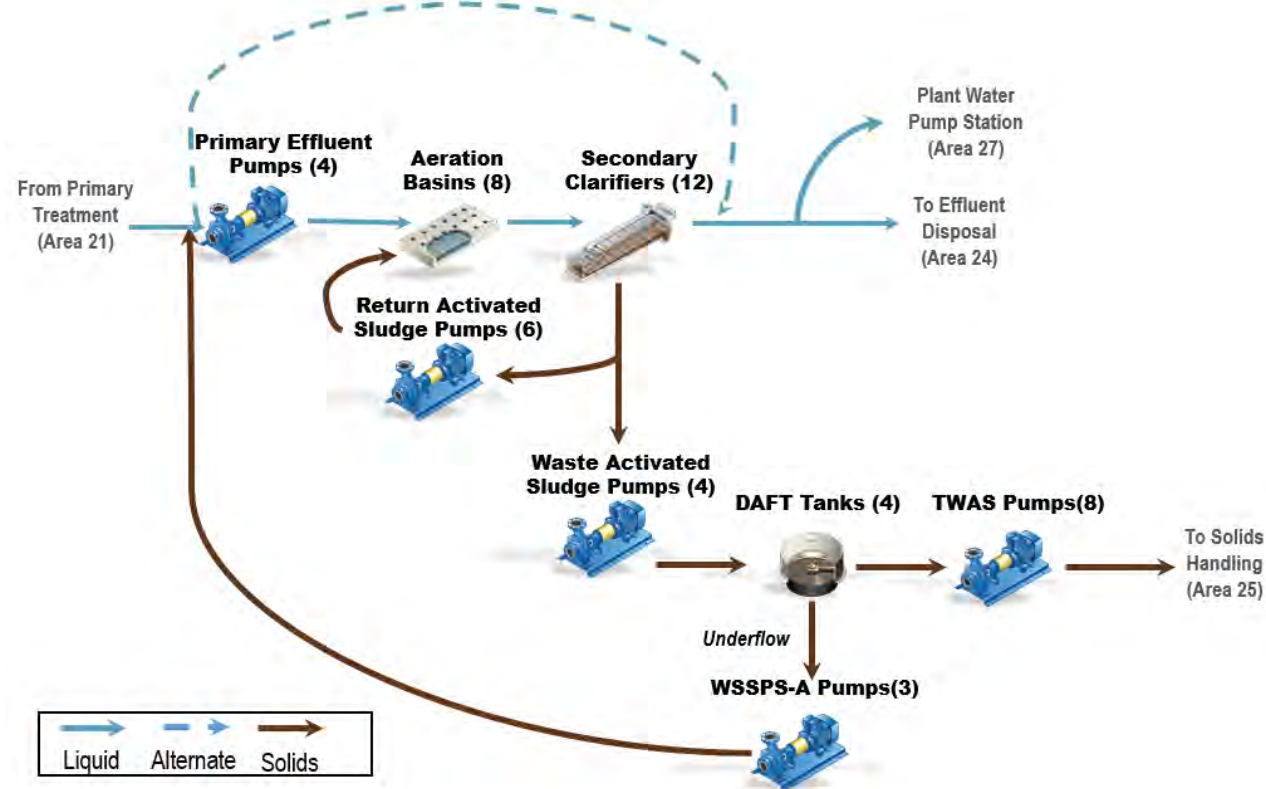 Primary Effluent
Pumps (4)
Aeration
Basins (8)
Secondary
Clarifiers (12)
Plant Water
Pump Station
(Area 27)
From Primary
Treatment
(Area 21)
To Effluent
Disposal
(Area 24)
Return Activated
Sludge Pumps (6)
Waste Activated
Sludge Pumps (4)
DAFT Tanks (4)
TWAS Pumps(8)
To Solids
Handling
(Area 25)
Underflow
WSSPS-A Pumps(3)
Liquid
Alternate
Solids